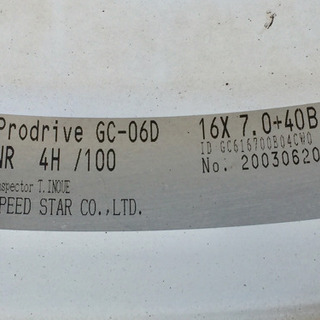 Prodrive GC-06D 16X 7.0+40B
WR 4H /100 ID GC616700B04CWQ
No. 20030620
Inspector T.INOUE
SPEED STAR CO.,LTD.